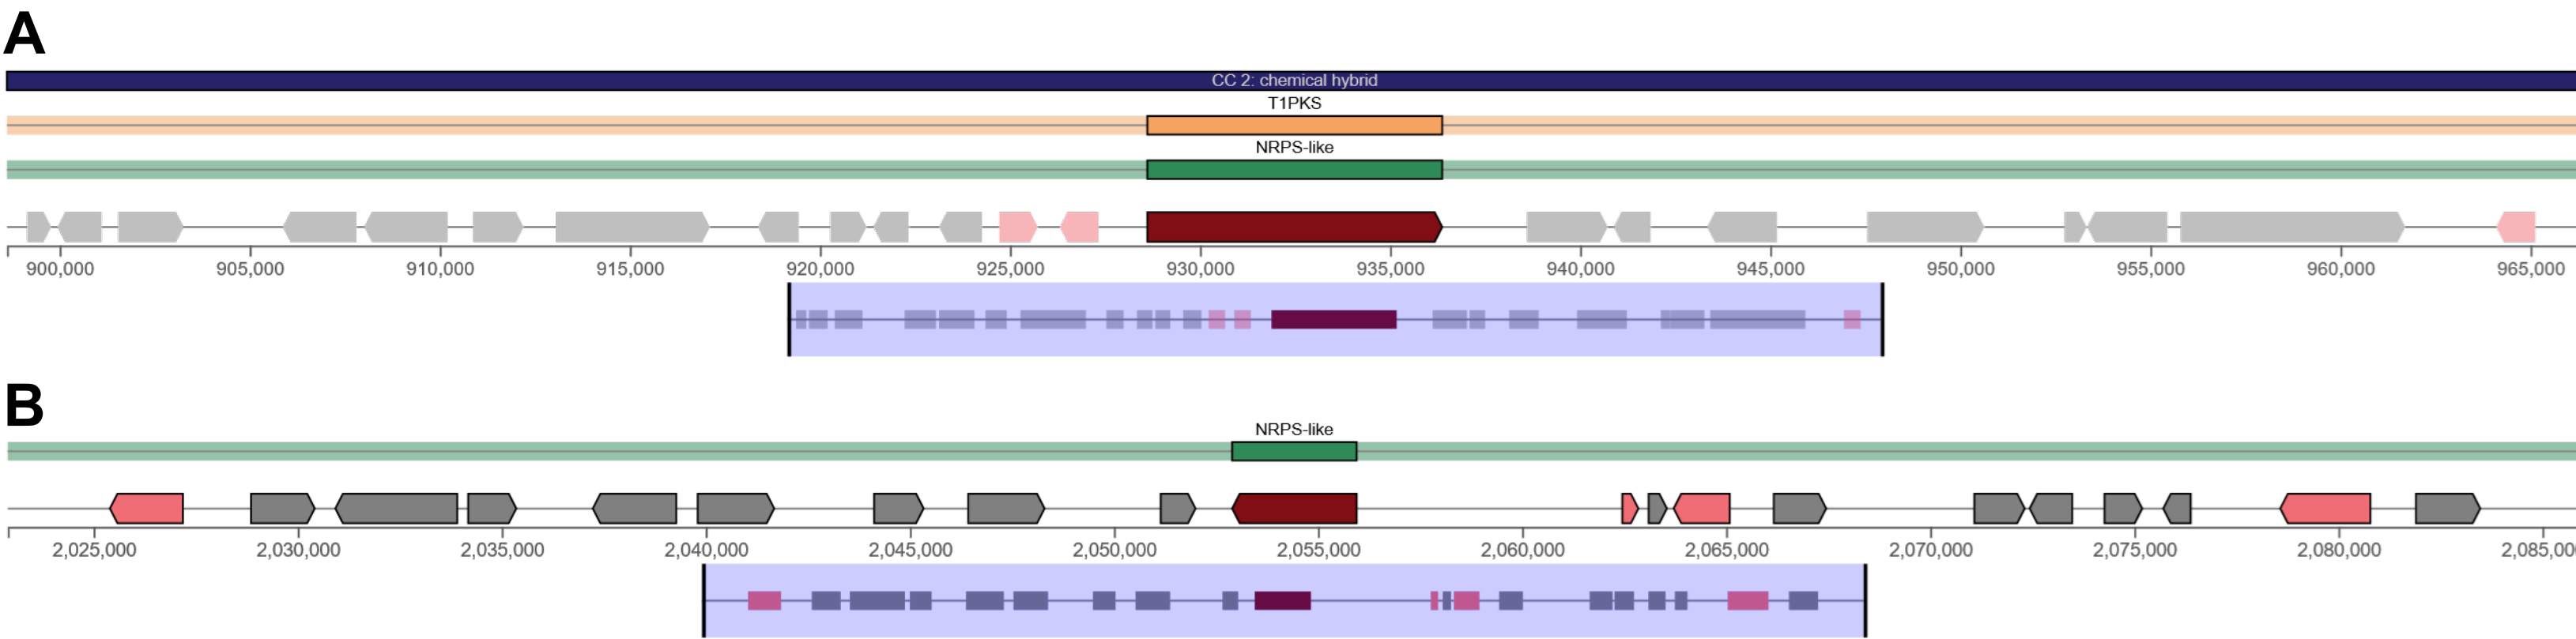 A
CC 2: chemical hybrid
T1PKS
NRPS-like
900,000 905,000 910,000 915,000 920,000 925,000 930,000 935,000 940,000 945,000 950,000 955,000 960,000 965,000
B
NRPS-like
2,025,000 2,030,000 2,035,000 2,040,000 2,045,000 2,050,000 2,055,000 2,060,000 2,065,000 2,070,000 2,075,000 2,080,000 2,085,00